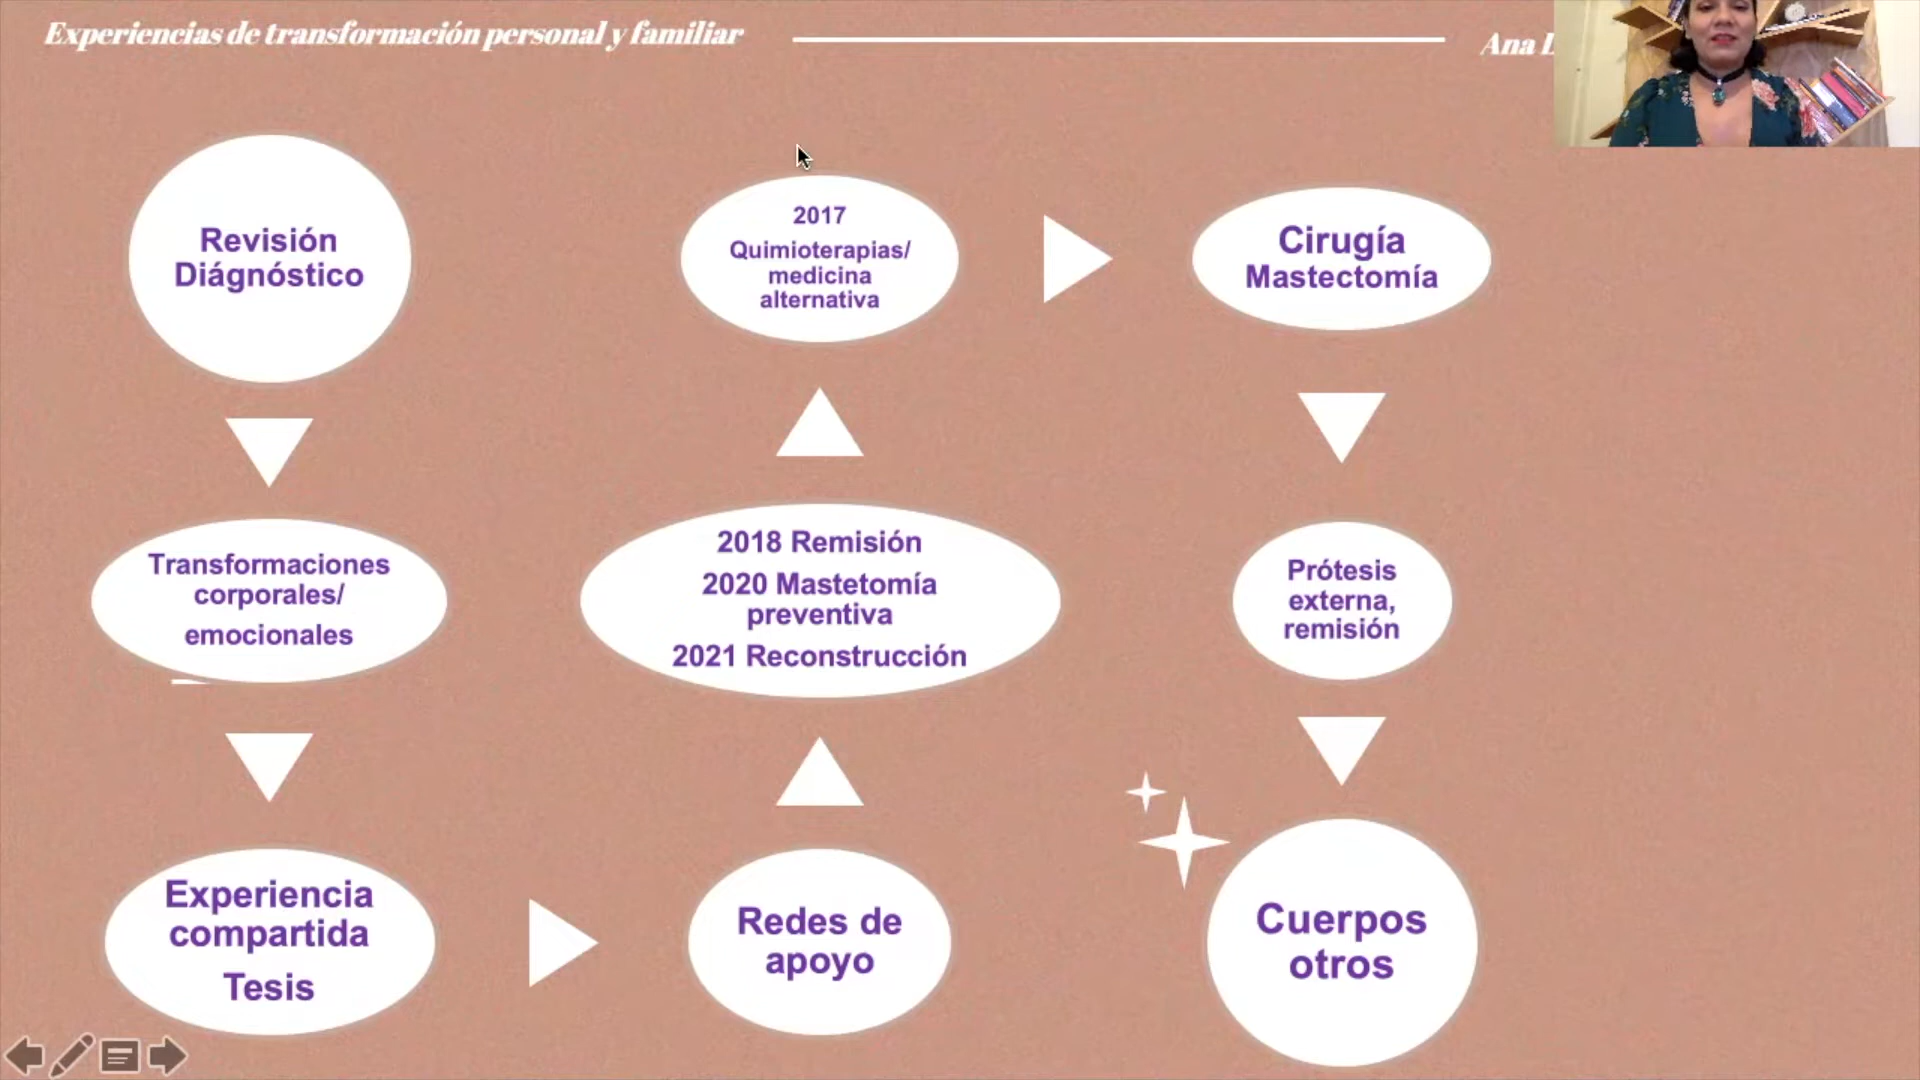 Experiencias de transformación personal y familiar
Ana
Revisión
Diágnóstico
Transformaciones
corporales/
emocionales
Experiencia
compartida
Tesis
Redes de
apoyo
2018 Remisión
2020 Mastetomía
preventiva
2021 Reconstrucción
2017
Quimioterapias/
medicina
alternativa
Cirugía
Mastectomía
Prótesis
externa,
remisión
Cuerpos
otros